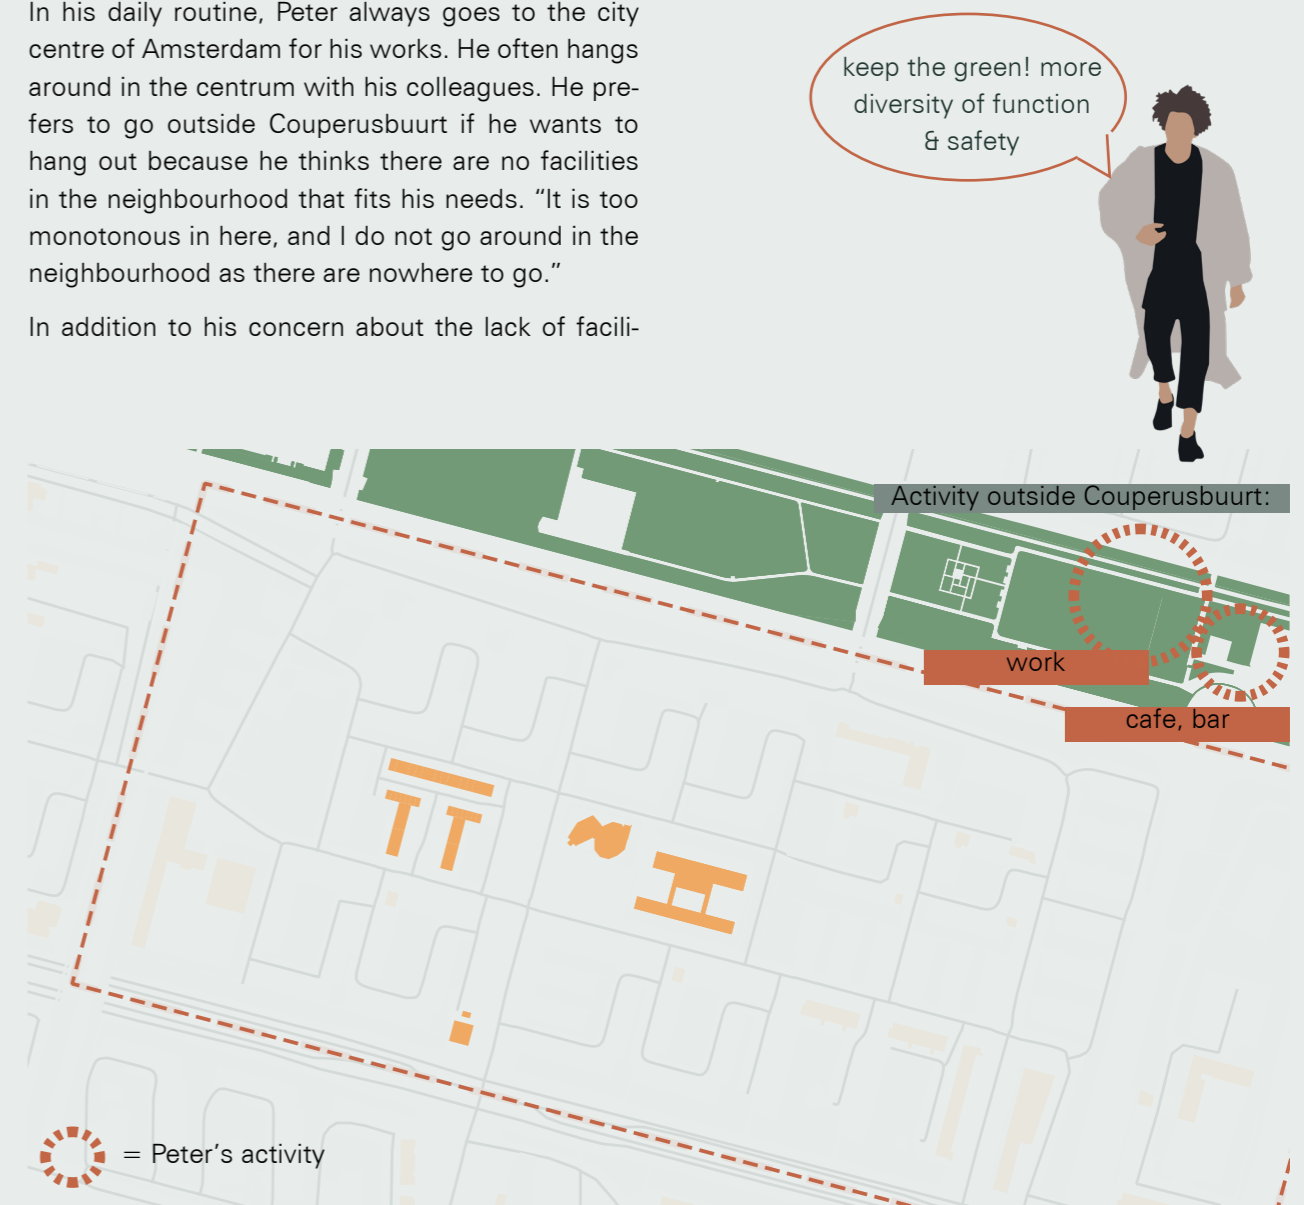 In his daily routine, Peter always goes to the city
centre of Amsterdam for his works. He often hangs
around in the centrum with his colleagues. He pre-
fers to go outside Couperusbuurt if he wants to
hang out because he thinks there are no facilities
in the neighbourhood that fits his needs. “It is too
monotonous in here, and I do not go around in the
neighbourhood as there are nowhere to go.”
In addition to his concern about the lack of facili-
keep the green! more
diversity of function
& safety
Activity outside Couperusbuurt:
work
cafe, bar
= Peter’s activity